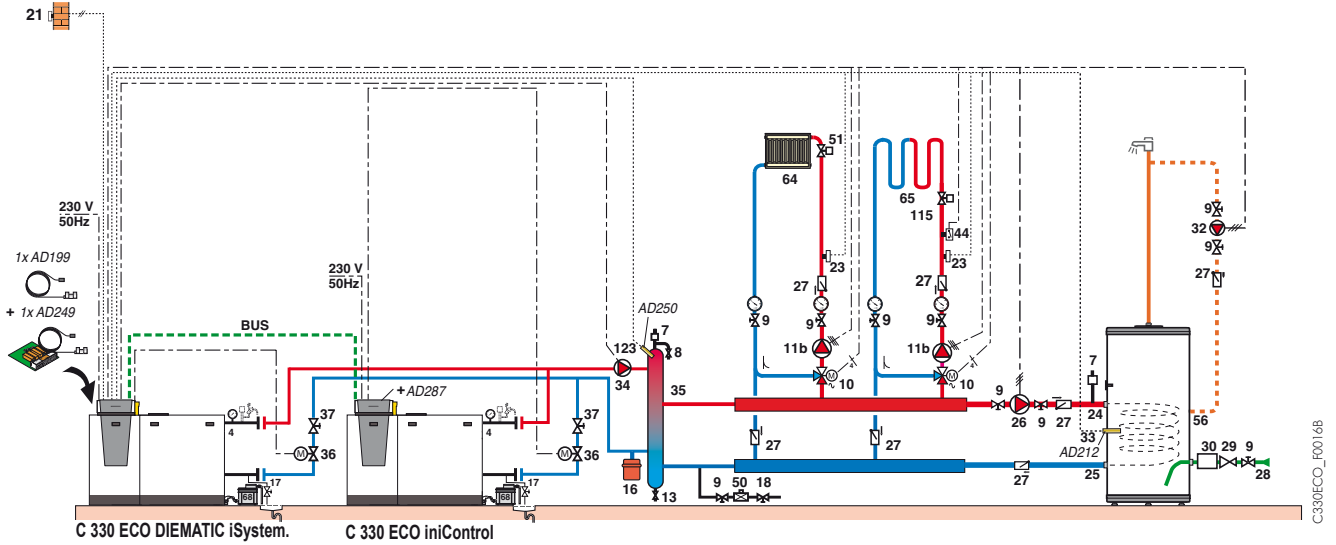 21
230 V
50Hz
1x AD199
+ 1x AD249
BUS
230 V
50Hz
+ AD287
AD250
7
8
123
34
35
37
36
M
4
17
68
37
36
M
4
17
68
16
13
64
51
23
27
9
9
11b
10
M
27
65
115
44
23
27
9
9
11b
10
M
27
9
26
9
27
7
24
33
AD212
25
27
9
50
18
9
32
9
27
56
30
29
9
28
C 330 ECO DIEMATIC iSystem.
C 330 ECO iniControl
C330ECO_F0016B